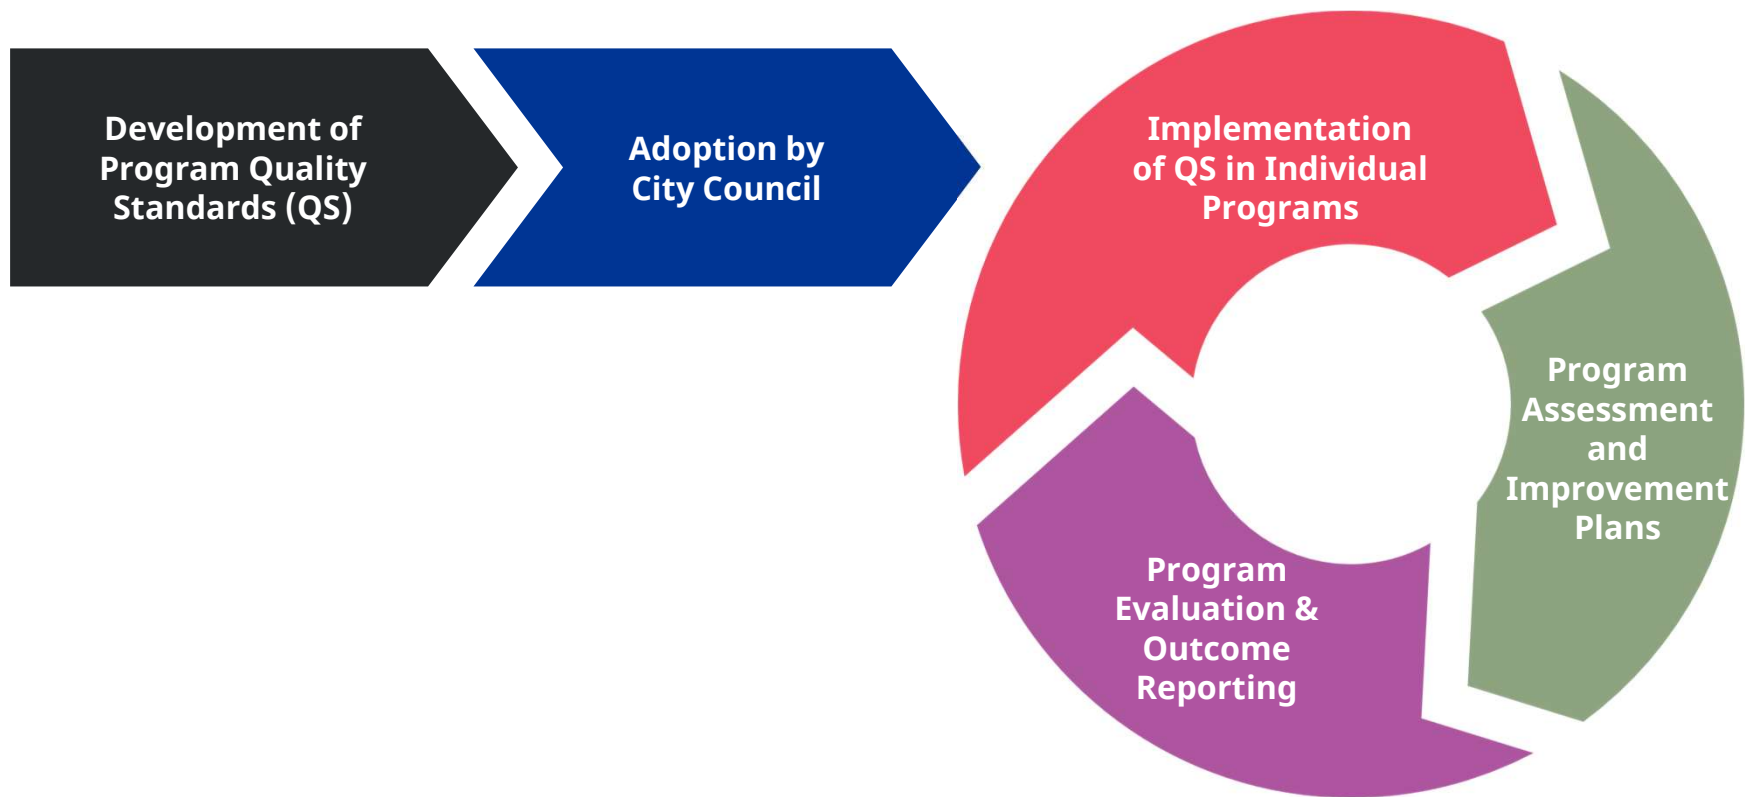 Development of
Program Quality
Standards (QS)
Adoption by
City Council
Implementation
of QS in Individual
Programs
Program
Assessment
and
Improvement
Plans
Program
Evaluation &
Outcome
Reporting